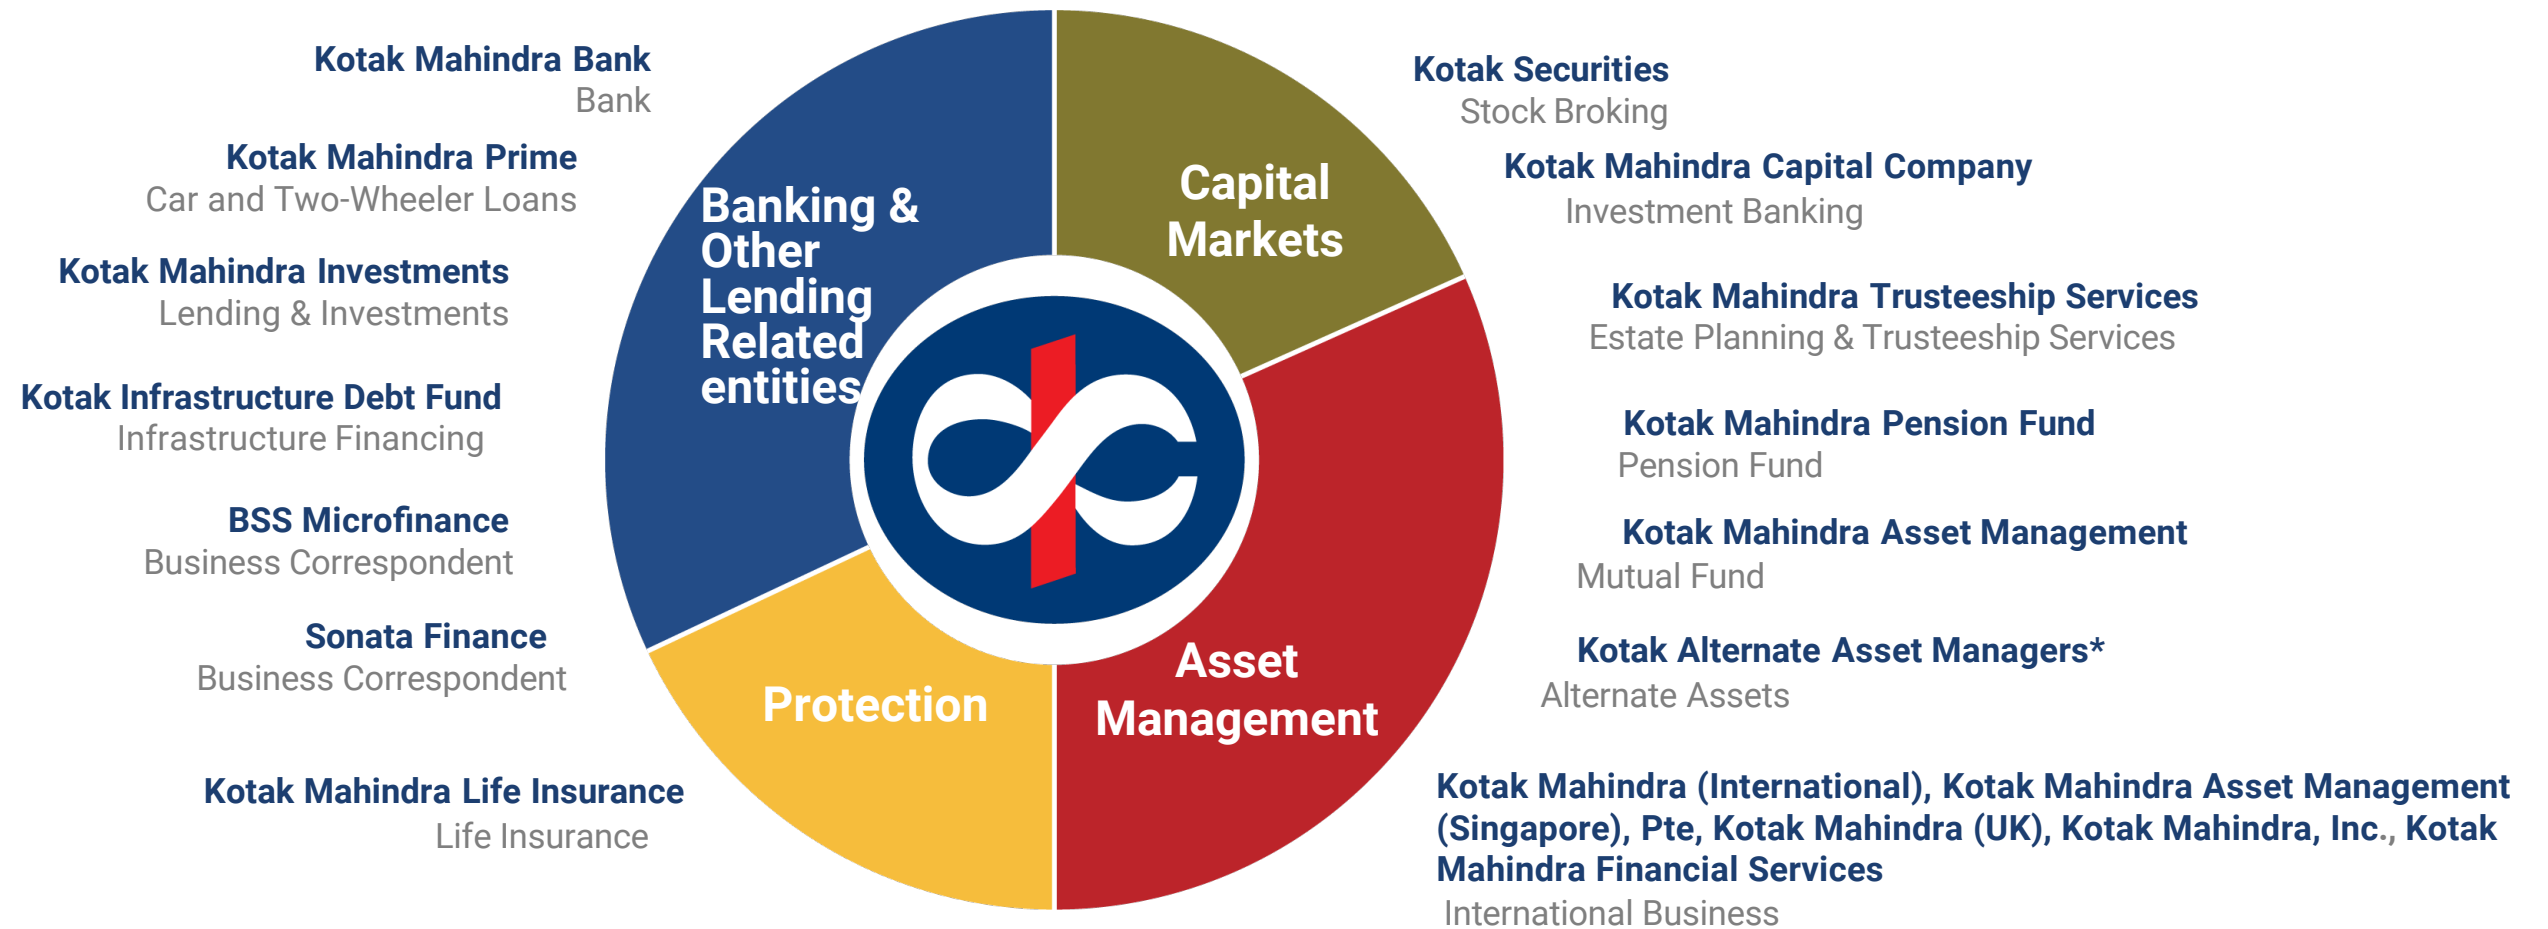 Kotak Mahindra Bank
Bank
Kotak Mahindra Prime
Car and Two-Wheeler Loans
Kotak Mahindra Investments
Lending & Investments
Kotak Infrastructure Debt Fund
Infrastructure Financing
BSS Microfinance
Business Correspondent
Sonata Finance
Business Correspondent
Kotak Mahindra Life Insurance
Life Insurance
Banking &
Other
Lending
Related
entities
Protection
Capital
Markets
Asset
Management
Kotak Securities
Stock Broking
Kotak Mahindra Capital Company
Investment Banking
Kotak Mahindra Trusteeship Services
Estate Planning & Trusteeship Services
Kotak Mahindra Pension Fund
Pension Fund
Kotak Mahindra Asset Management
Mutual Fund
Kotak Alternate Asset Managers*
Alternate Assets
Kotak Mahindra (International), Kotak Mahindra Asset Management
(Singapore), Pte, Kotak Mahindra (UK), Kotak Mahindra, Inc., Kotak
Mahindra Financial Services
International Business